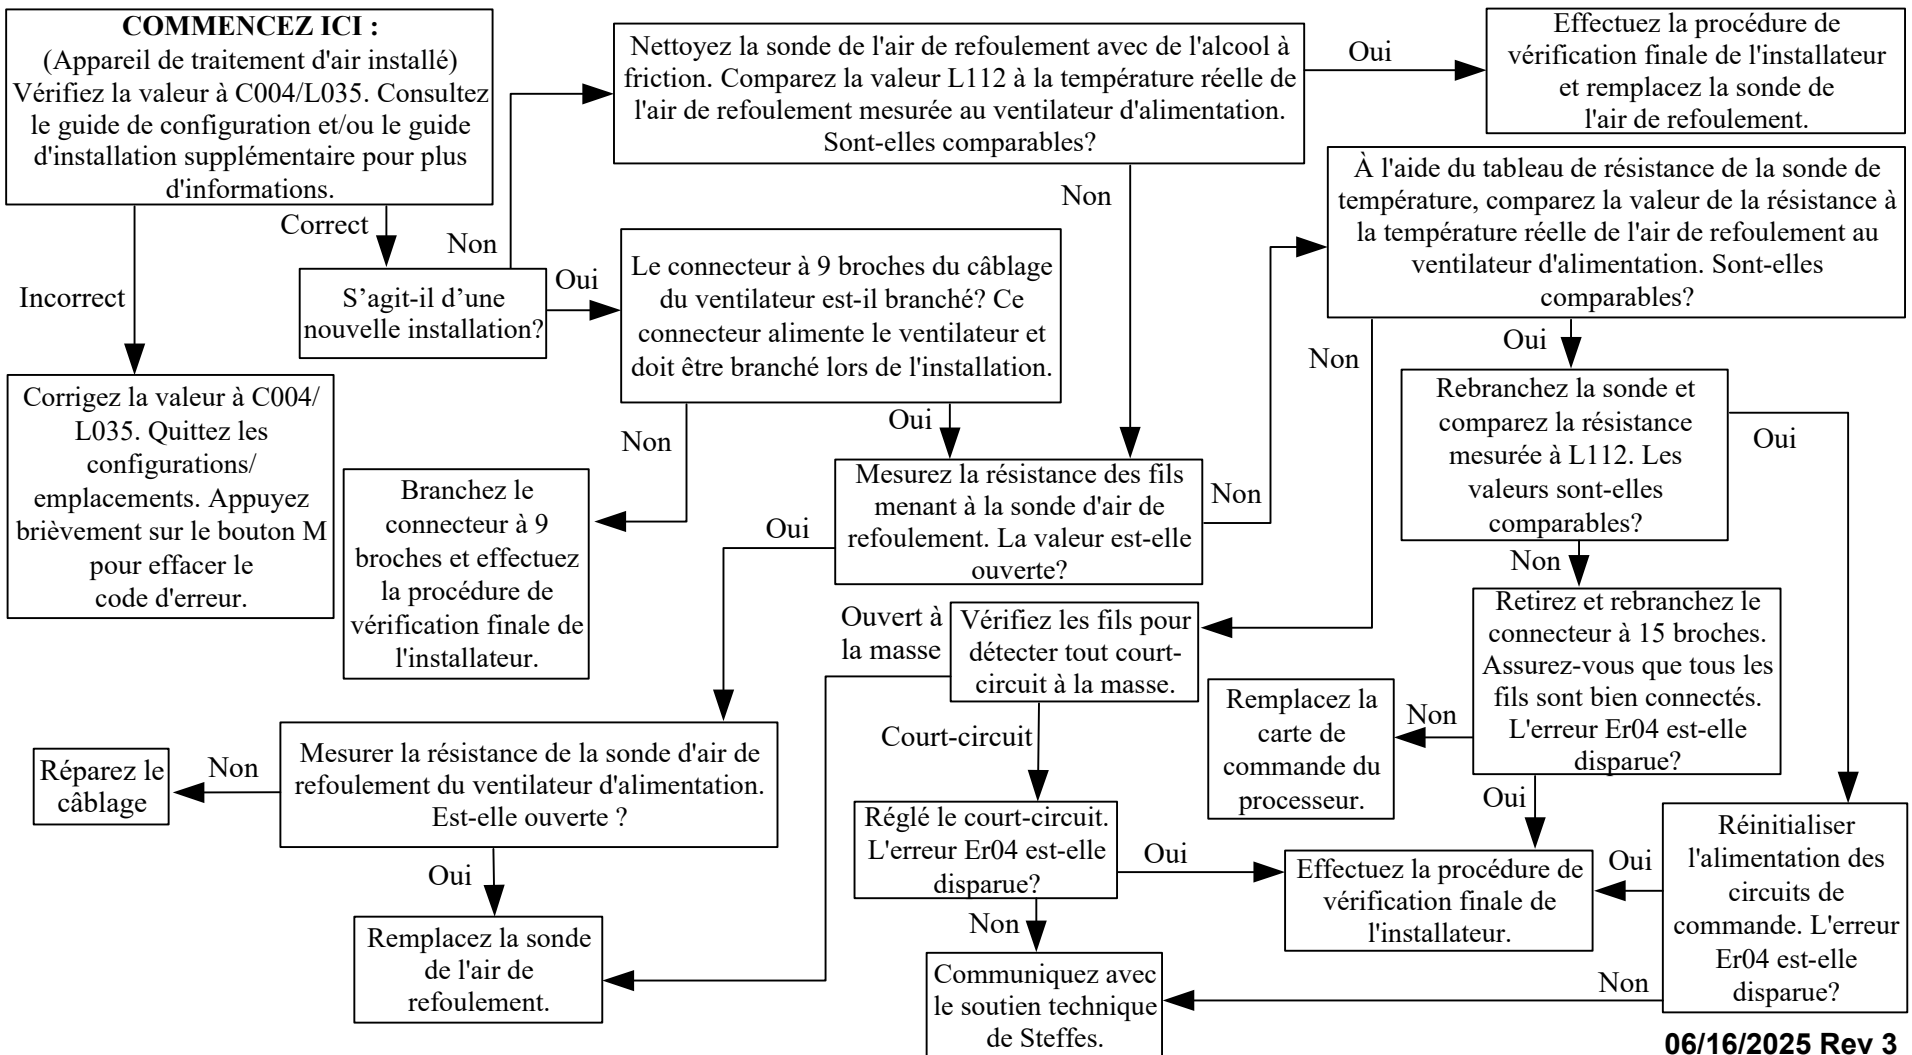 COMMENCEZ ICI :
(Appareil de traitement d'air installé)
Vérifiez la valeur à C004/L035. Consultez
le guide de configuration et/ou le guide
d'installation supplémentaire pour plus
d'informations.
Incorrect
Correct
Corrigez la valeur à C004/
L035. Quittez les
configurations/
emplacements. Appuyez
brièvement sur le bouton M
pour effacer le
code d'erreur.
S’agit-il d’une
nouvelle installation?
Non
Oui
Nettoyez la sonde de l'air de refoulement avec de l'alcool à
friction. Comparez la valeur L112 à la température réelle de
l'air de refoulement mesurée au ventilateur d'alimentation.
Sont-elles comparables?
Oui
Non
Effectuez la procédure de
vérification finale de l'installateur
et remplacez la sonde de
l'air de refoulement.
Le connecteur à 9 broches du câblage
du ventilateur est-il branché? Ce
connecteur alimente le ventilateur et
doit être branché lors de l'installation.
Non
Oui
Branchez le
connecteur à 9
broches et effectuez
la procédure de
vérification finale de
l'installateur.
Mesurez la résistance des fils
menant à la sonde d'air de
refoulement. La valeur est-elle
ouverte?
Oui
Non
À l'aide du tableau de résistance de la sonde de
température, comparez la valeur de la résistance à
la température réelle de l'air de refoulement au
ventilateur d'alimentation. Sont-elles
comparables?
Non
Oui
Rebranchez la sonde et
comparez la résistance
mesurée à L112. Les
valeurs sont-elles
comparables?
Oui
Non
Retirez et rebranchez le
connecteur à 15 broches.
Assurez-vous que tous les
fils sont bien connectés.
L'erreur Er04 est-elle
disparue?
Non
Oui
Remplacez la
carte de
commande du
processeur.
Vérifiez les fils pour
détecter tout court-
circuit à la masse.
Ouvert à
la masse
Court-circuit
Mesurer la résistance de la sonde d'air de
refoulement du ventilateur d'alimentation.
Est-elle ouverte ?
Non
Oui
Réparez le
câblage
Remplacez la sonde
de l'air de
refoulement.
Réglé le court-circuit.
L'erreur Er04 est-elle
disparue?
Oui
Non
Effectuez la procédure de
vérification finale de
l'installateur.
Réinitialiser
l'alimentation des
circuits de
commande. L'erreur
Er04 est-elle
disparue?
Oui
Non
Communiquez avec
le soutien technique
de Steffes.
06/16/2025 Rev 3